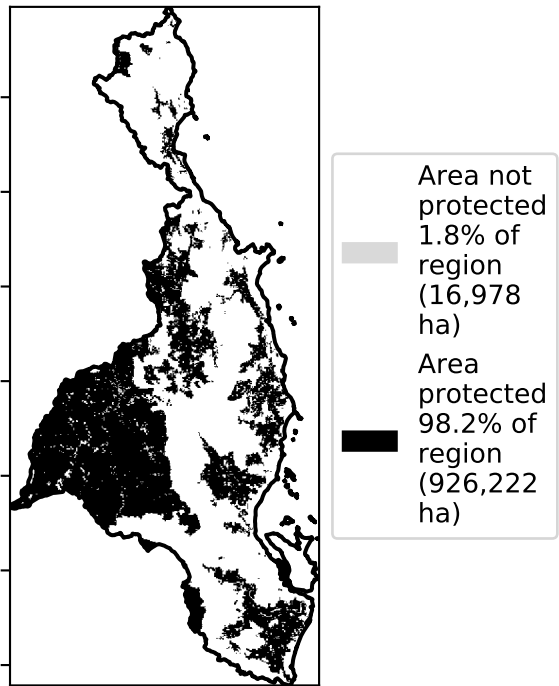 Area not
protected
1.8% of
region
(16,978
ha)
Area
protected
98.2% of
region
(926,222
ha)